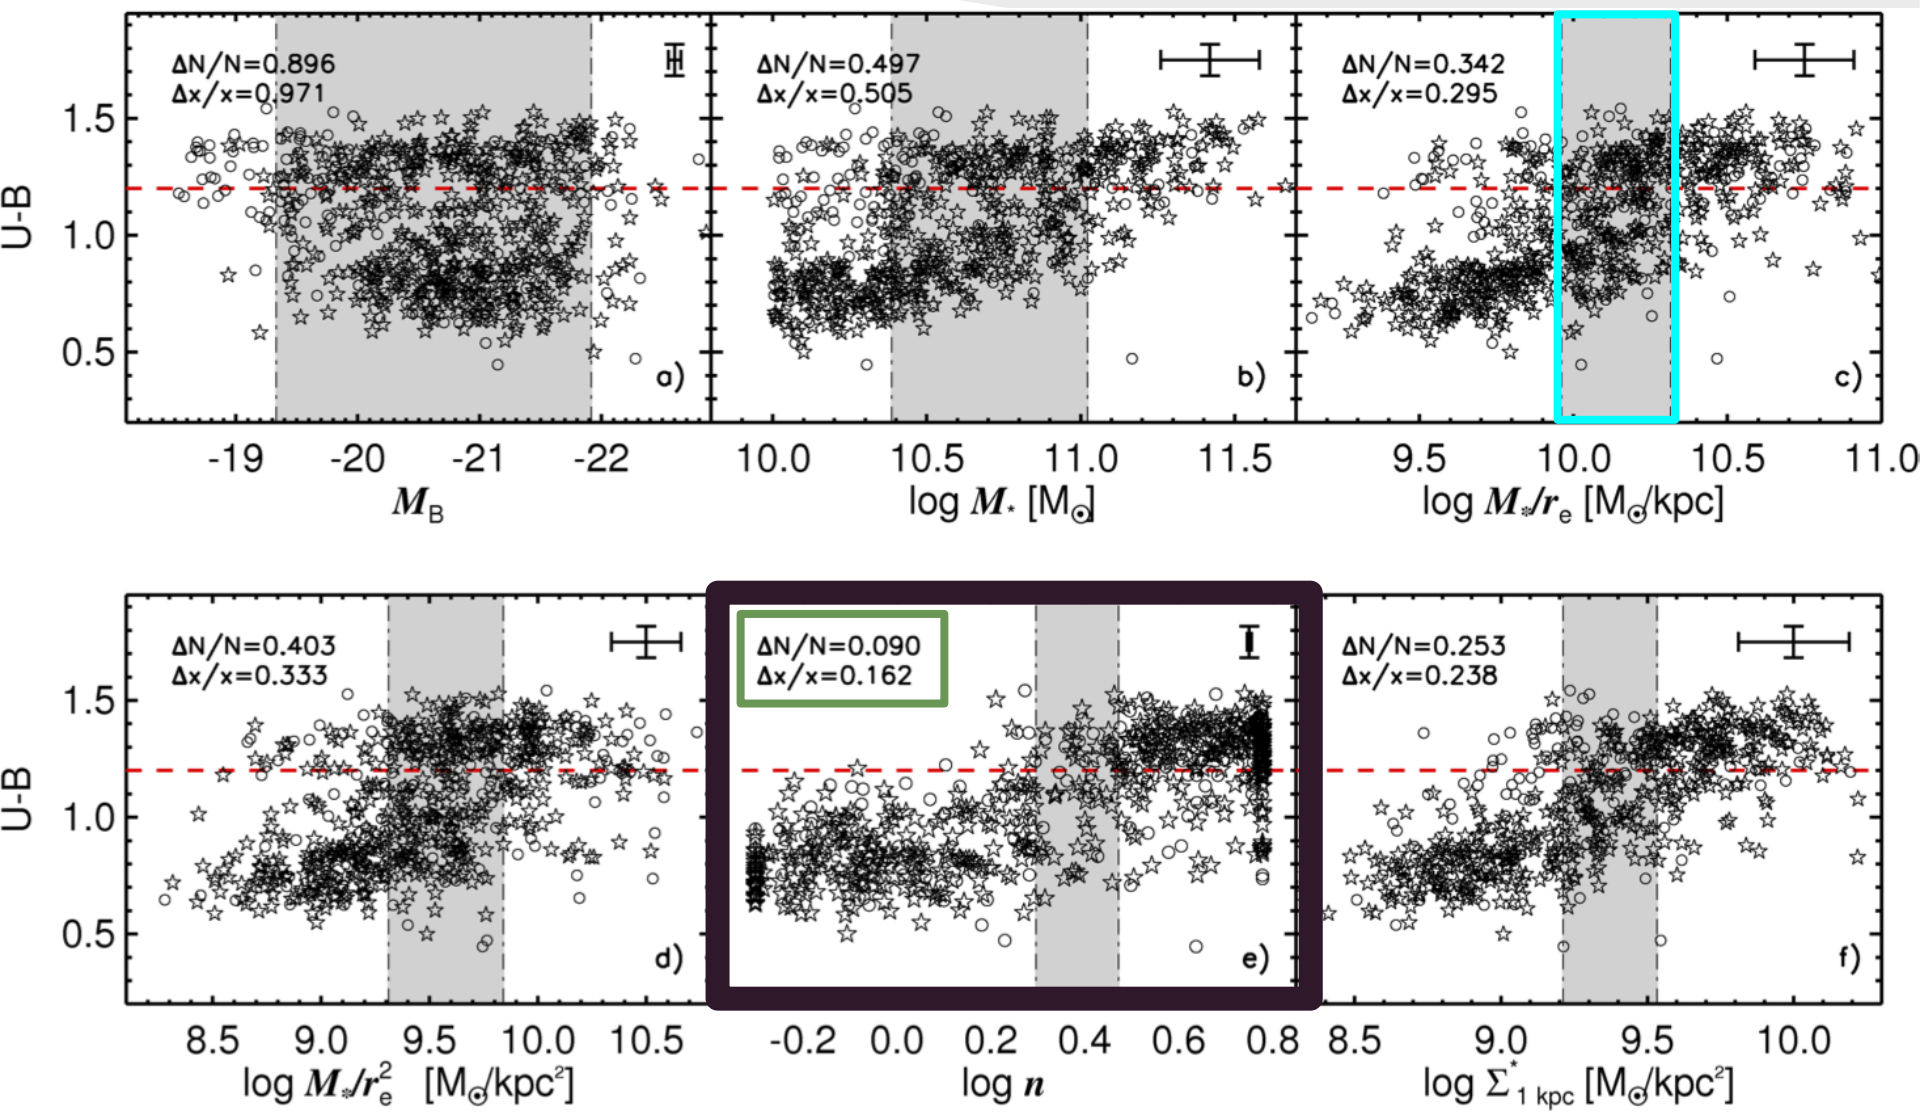 ΔN/N=0.896
Δx/x=0.971
a)
ΔN/N=0.497
Δx/x=0.505
b)
ΔN/N=0.342
Δx/x=0.295
c)
U-B
1.5
1.0
0.5
-19 -20 -21 -22
M_B
10.0 10.5 11.0 11.5
log M* [M⊙]
9.5 10.0 10.5 11.0
log M*/r_e [M⊙/kpc]
ΔN/N=0.403
Δx/x=0.333
d)
ΔN/N=0.090
Δx/x=0.162
e)
ΔN/N=0.253
Δx/x=0.238
f)
U-B
1.5
1.0
0.5
8.5 9.0 9.5 10.0 10.5
log M*/r_e² [M⊙/kpc²]
-0.2 0.0 0.2 0.4 0.6 0.8
log n
8.5 9.0 9.5 10.0
log Σ*_1 kpc [M⊙/kpc²]